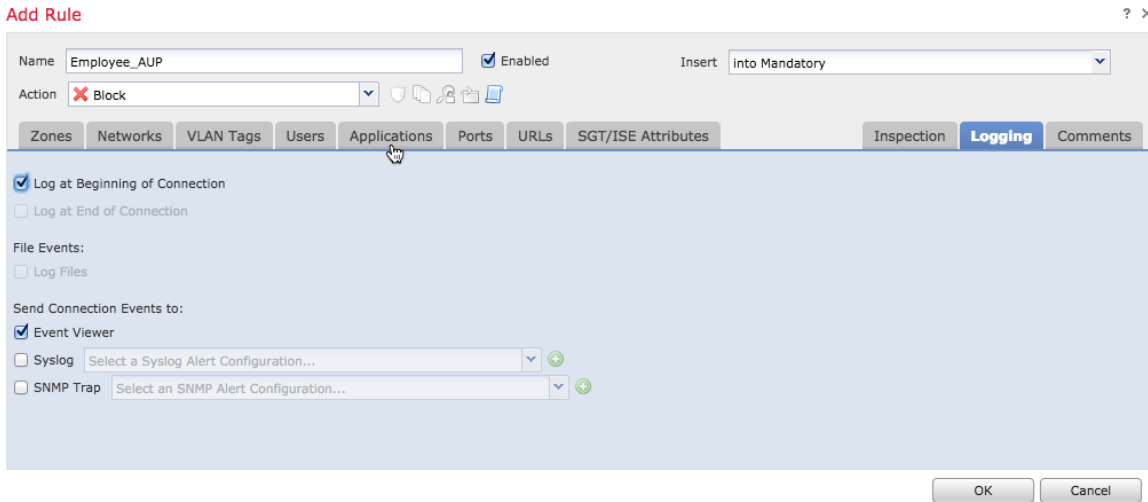 Add Rule ? ×
Name Employee_AUP Enabled Insert into Mandatory
Action Block
Zones Networks VLAN Tags Users Applications Ports URLs SGT/ISE Attributes Inspection Logging Comments
Log at Beginning of Connection
Log at End of Connection
File Events:
Log Files
Send Connection Events to:
Event Viewer
Syslog Select a Syslog Alert Configuration...
SNMP Trap Select an SNMP Alert Configuration...
OK Cancel